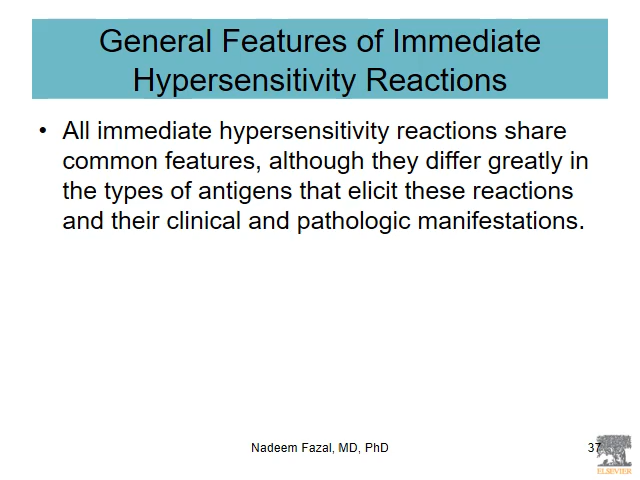 General Features of Immediate
Hypersensitivity Reactions
• All immediate hypersensitivity reactions share
common features, although they differ greatly in
the types of antigens that elicit these reactions
and their clinical and pathologic manifestations.
Nadeem Fazal, MD, PhD
37
ELSEVIER